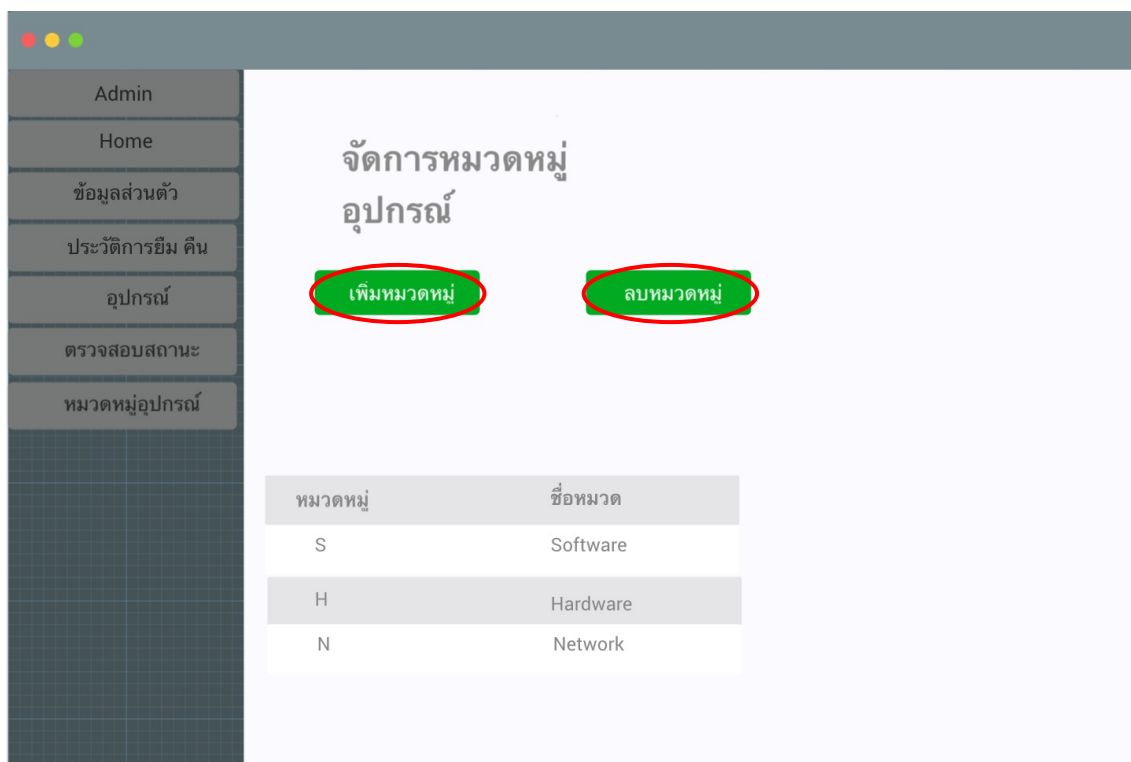 Admin
Home
ข้อมูลส่วนตัว
ประวัติการยืม คืน
อุปกรณ์
ตรวจสอบสถานะ
หมวดหมู่อุปกรณ์
จัดการหมวดหมู่
อุปกรณ์
เพิ่มหมวดหมู่ ลบหมวดหมู่
หมวดหมู่ ชื่อหมวด
S Software
H Hardware
N Network